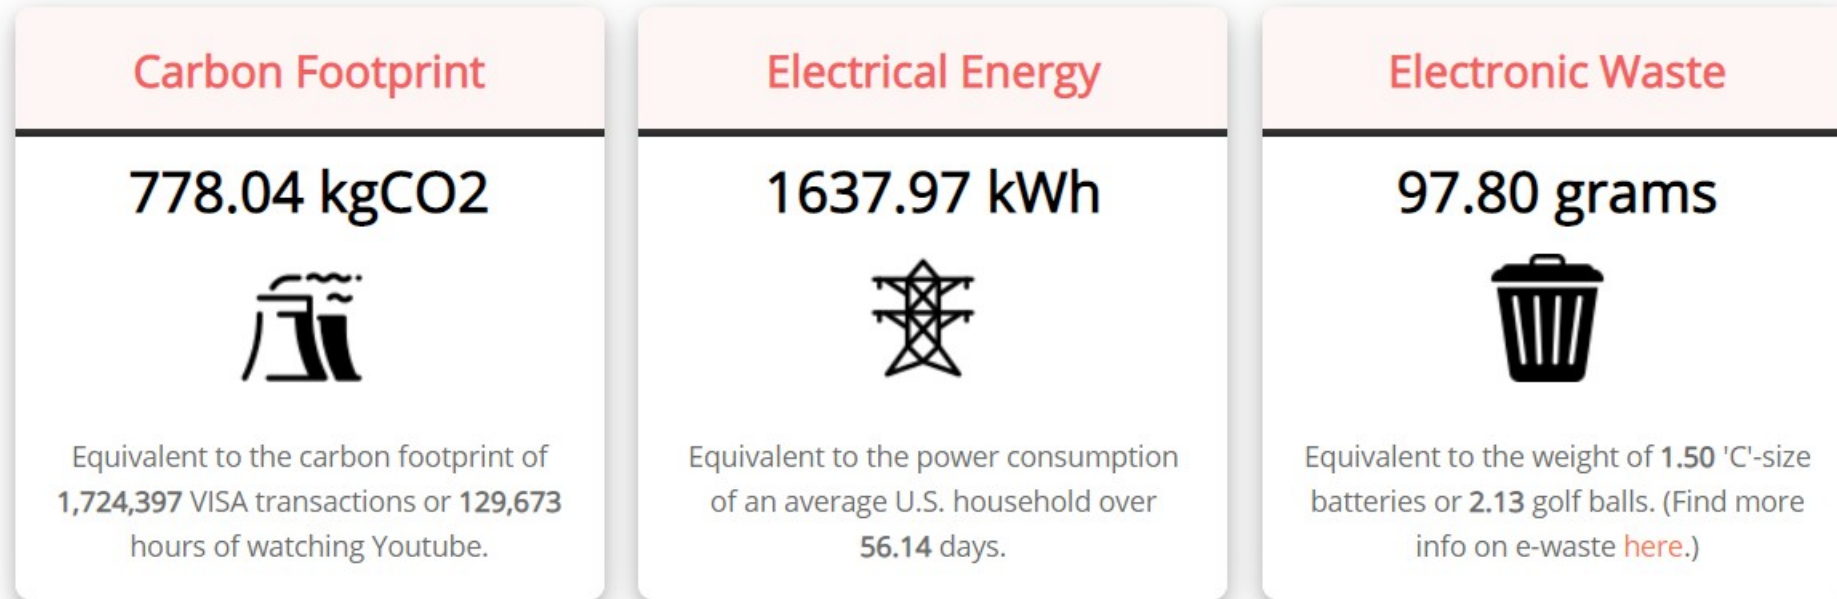 Carbon Footprint
778.04 kgCO2
Equivalent to the carbon footprint of
1,724,397 VISA transactions or 129,673
hours of watching Youtube.
Electrical Energy
1637.97 kWh
Equivalent to the power consumption
of an average U.S. household over
56.14 days.
Electronic Waste
97.80 grams
Equivalent to the weight of 1.50 'C'-size
batteries or 2.13 golf balls. (Find more
info on e-waste here.)